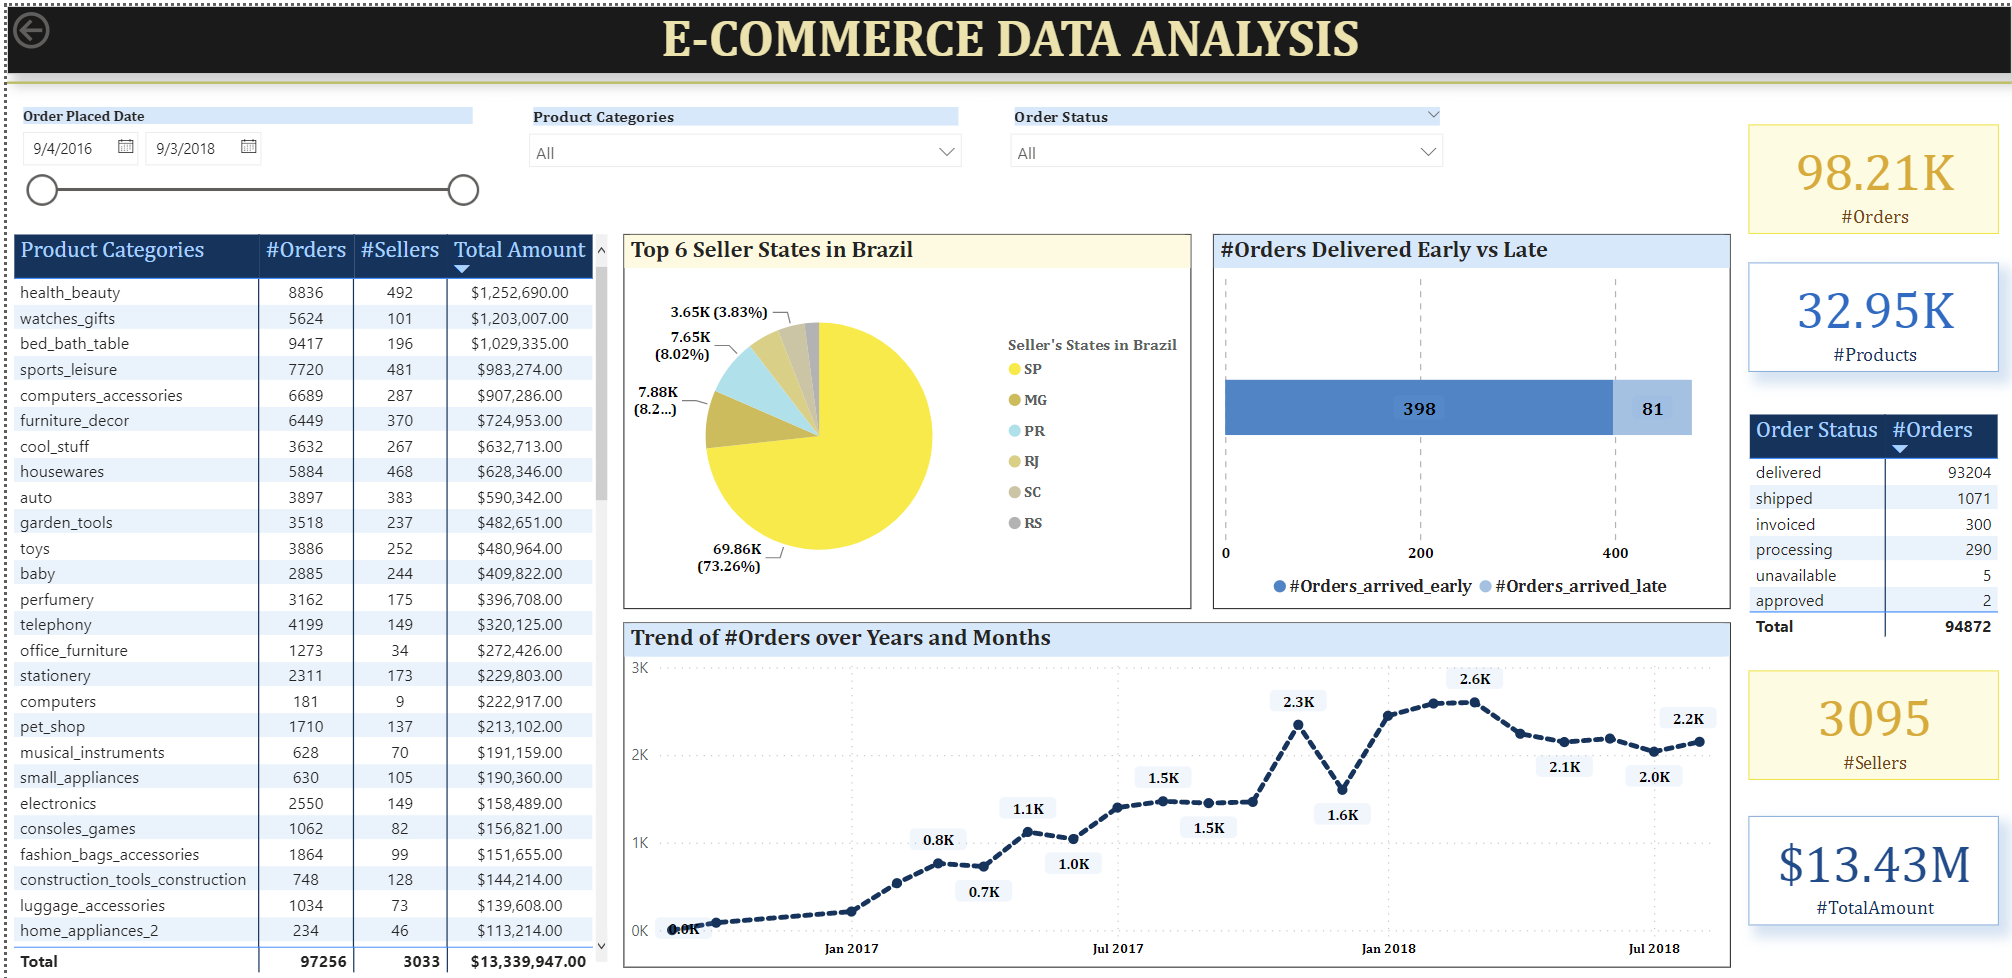 E-COMMERCE DATA ANALYSIS
Order Placed Date
9/4/2016 9/3/2018
Product Categories
All
Order Status
All
98.21K
#Orders
32.95K
#Products
Product Categories #Orders #Sellers Total Amount
health_beauty 8836 492 $1,252,690.00
watches_gifts 5624 101 $1,203,007.00
bed_bath_table 9417 196 $1,029,335.00
sports_leisure 7720 481 $983,274.00
computers_accessories 6689 287 $907,286.00
furniture_decor 6449 370 $724,953.00
cool_stuff 3632 267 $632,713.00
housewares 5884 468 $628,346.00
auto 3897 383 $590,342.00
garden_tools 3518 237 $482,651.00
toys 3886 252 $480,964.00
baby 2885 244 $409,822.00
perfumery 3162 175 $396,708.00
telephony 4199 149 $320,125.00
office_furniture 1273 34 $272,426.00
stationery 2311 173 $229,803.00
computers 181 9 $222,917.00
pet_shop 1710 137 $213,102.00
musical_instruments 628 70 $191,159.00
small_appliances 630 105 $190,360.00
electronics 2550 149 $158,489.00
consoles_games 1062 82 $156,821.00
fashion_bags_accessories 1864 99 $151,655.00
construction_tools_construction 748 128 $144,214.00
luggage_accessories 1034 73 $139,608.00
home_appliances_2 234 46 $113,214.00
Total 97256 3033 $13,339,947.00
Top 6 Seller States in Brazil
3.65K (3.83%)
7.65K
(8.02%)
7.88K
(8.2...)
69.86K
(73.26%)
Seller's States in Brazil
SP
MG
PR
RJ
SC
RS
#Orders Delivered Early vs Late
398 81
0 200 400
#Orders_arrived_early #Orders_arrived_late
Order Status #Orders
delivered 93204
shipped 1071
invoiced 300
processing 290
unavailable 5
approved 2
Total 94872
Trend of #Orders over Years and Months
3K
2K
1K
0K
0.0K
0.8K
0.7K
1.1K
1.0K
1.5K
1.5K
2.3K
1.6K
2.6K
2.1K
2.0K
2.2K
Jan 2017 Jul 2017 Jan 2018 Jul 2018
3095
#Sellers
$13.43M
#TotalAmount